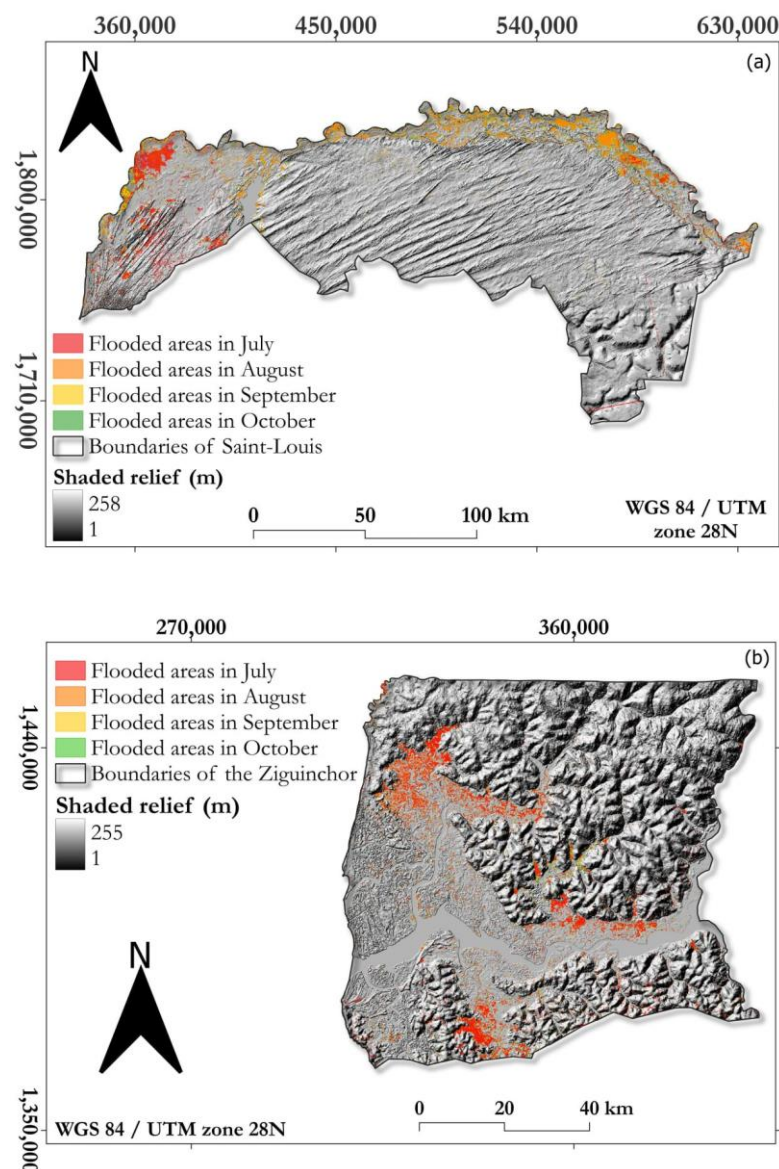 360,000 450,000 540,000 630,000
(a)
N
1,800,000
1,710,000
Flooded areas in July
Flooded areas in August
Flooded areas in September
Flooded areas in October
Boundaries of Saint-Louis
Shaded relief (m)
258
1
0 50 100 km
WGS 84 / UTM
zone 28N
270,000 360,000
(b)
Flooded areas in July
Flooded areas in August
Flooded areas in September
Flooded areas in October
Boundaries of the Ziguinchor
Shaded relief (m)
255
1
1,440,000
N
0 20 40 km
1,350,000
WGS 84 / UTM zone 28N